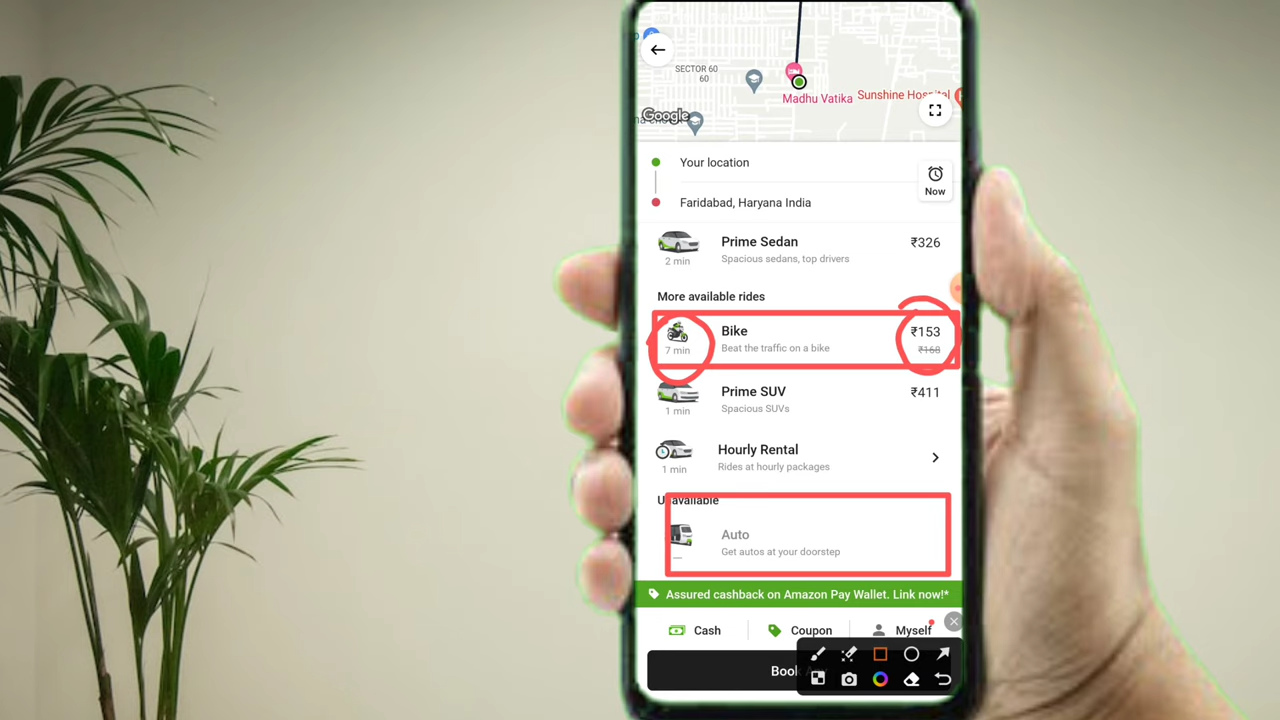 SECTOR 60
60
Madhu Vatika
Sunshine Hospital
Google
Your location
Now
Faridabad, Haryana India
Prime Sedan
₹326
2 min
Spacious sedans, top drivers
More available rides
Bike
₹153
7 min
Beat the traffic on a bike
₹168
Prime SUV
₹411
1 min
Spacious SUVs
Hourly Rental
1 min
Rides at hourly packages
Unavailable
Auto
Get autos at your doorstep
Assured cashback on Amazon Pay Wallet. Link now!*
Cash
Coupon
Myself
Book